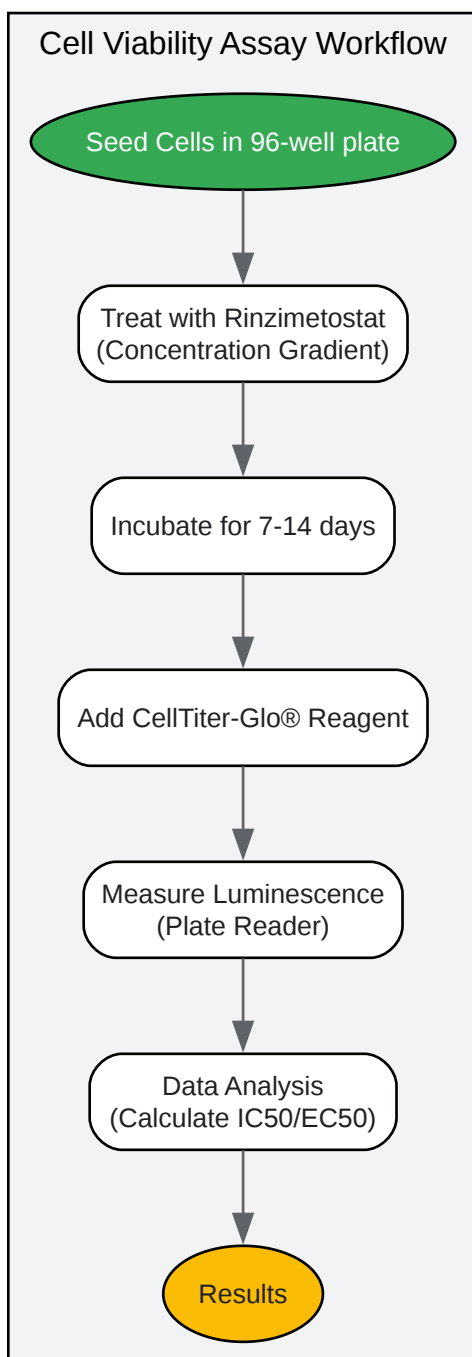 Cell Viability Assay Workflow
Seed Cells in 96-well plate
Treat with Rinzimetostat
(Concentration Gradient)
Incubate for 7-14 days
Add CellTiter-Glo® Reagent
Measure Luminescence
(Plate Reader)
Data Analysis
(Calculate IC50/EC50)
Results